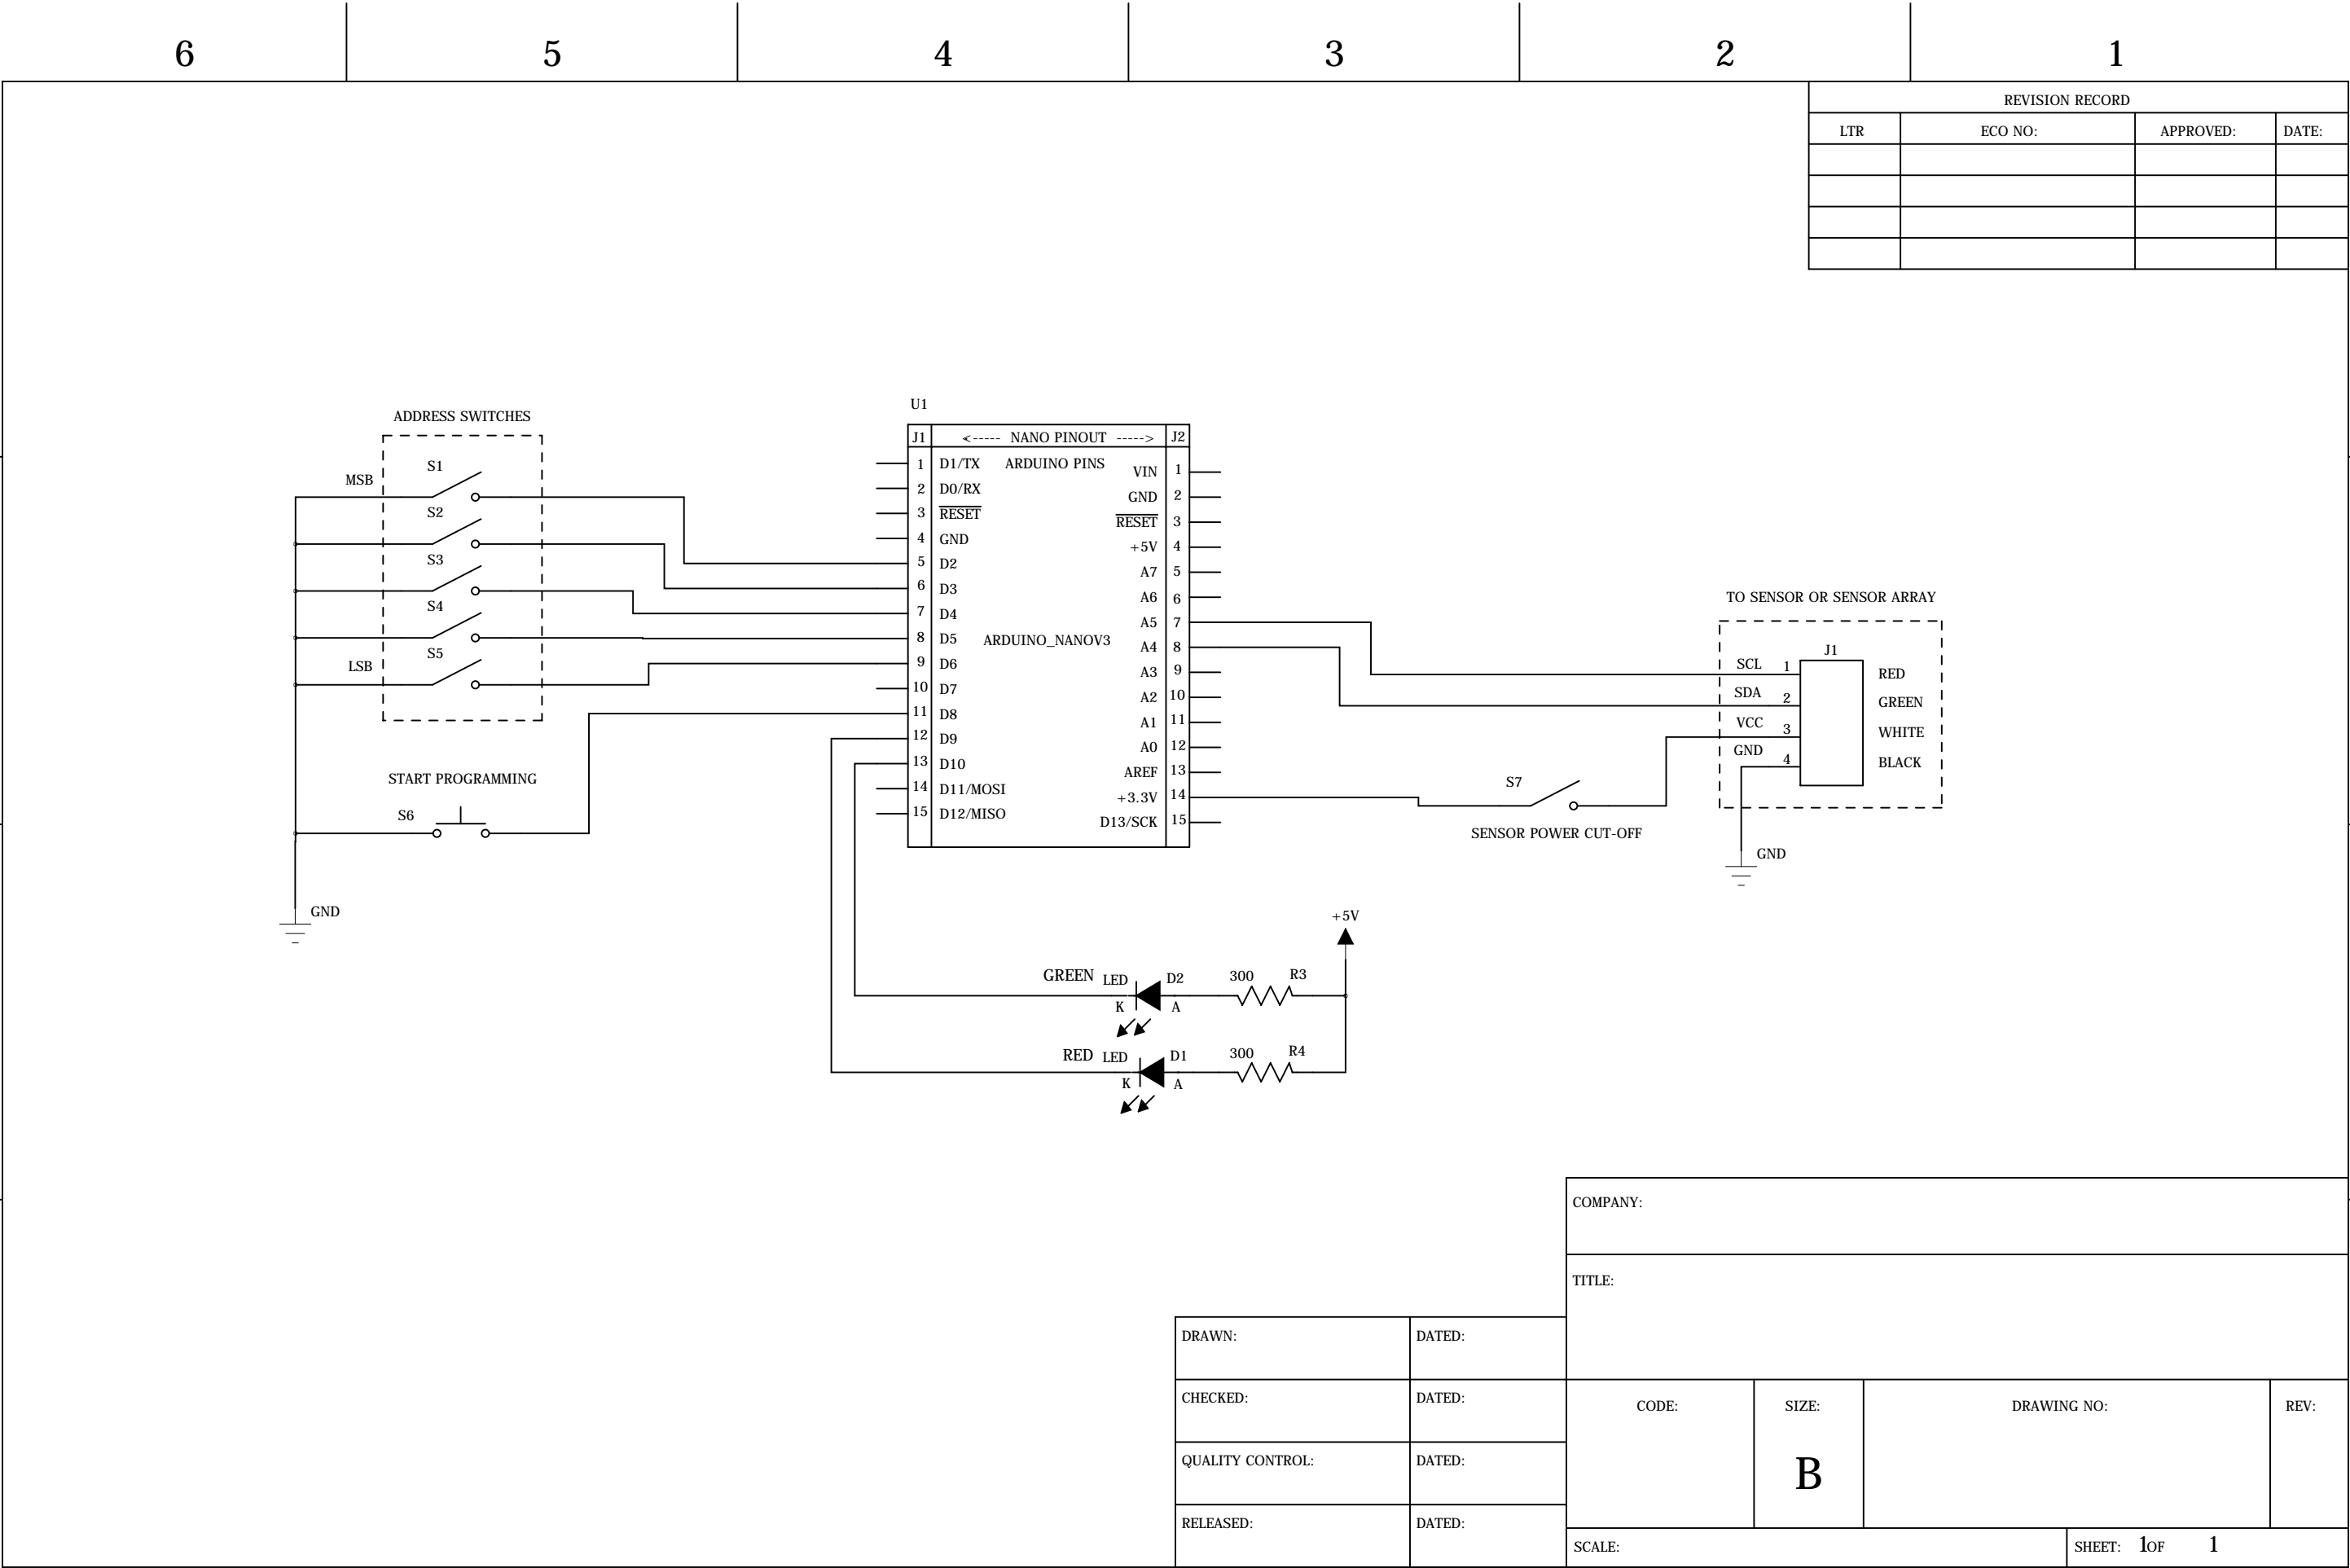 6 5 4 3 2 1
REVISION RECORD
LTR ECO NO: APPROVED: DATE:
ADDRESS SWITCHES
MSB
S1
S2
S3
S4
LSB
S5
START PROGRAMMING
S6
GND
U1
J1 <----- NANO PINOUT -----> J2
ARDUINO PINS
1 D1/TX
2 D0/RX
3 RESET
4 GND
5 D2
6 D3
7 D4
8 D5
9 D6
10 D7
11 D8
12 D9
13 D10
14 D11/MOSI
15 D12/MISO
ARDUINO_NANOV3
VIN 1
GND 2
RESET 3
+5V 4
A7 5
A6 6
A5 7
A4 8
A3 9
A2 10
A1 11
A0 12
AREF 13
+3.3V 14
D13/SCK 15
TO SENSOR OR SENSOR ARRAY
J1
SCL 1 RED
SDA 2 GREEN
VCC 3 WHITE
GND 4 BLACK
S7
SENSOR POWER CUT-OFF
GND
+5V
GREEN LED D2 300 R3
K A
RED LED D1 300 R4
K A
COMPANY:
TITLE:
DRAWN: DATED:
CHECKED: DATED:
QUALITY CONTROL: DATED:
RELEASED: DATED:
CODE: SIZE: DRAWING NO: REV:
B
SCALE: SHEET: 1 OF 1